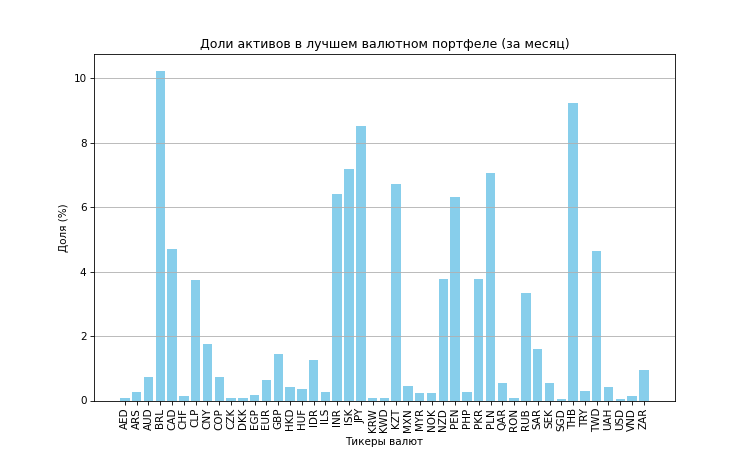 Доли активов в лучшем валютном портфеле (за месяц)
10
8
6
4
2
0
Доля (%)
AED ARS AUD BRL CAD CHF CLP CNY COP CZK DKK EGP EUR GBP HKD HUF IDR ILS INR ISK JPY KRW KWD KZT MXN MYR NOK NZD PEN PHP PKR PLN QAR RON RUB SAR SEK SGD THB TRY TWD UAH USD VND ZAR
Тикеры валют